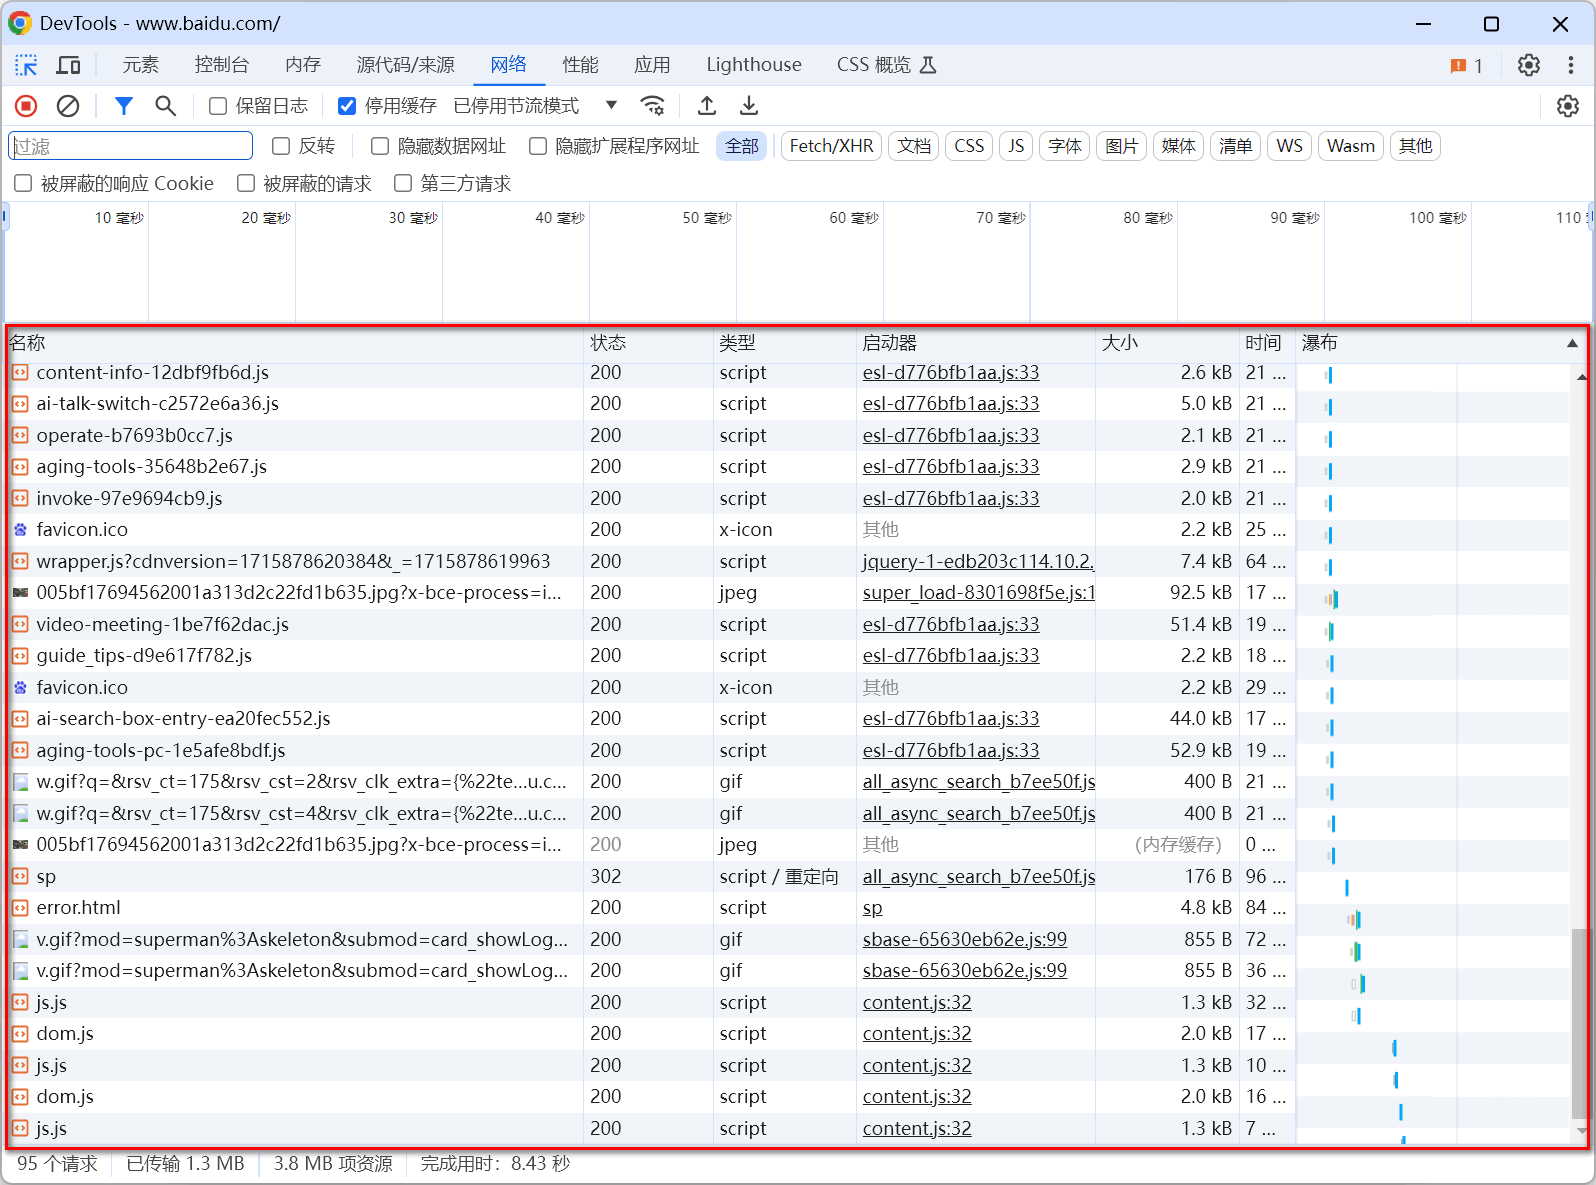 DevTools - www.baidu.com/
元素 控制台 内存 源代码/来源 网络 性能 应用 Lighthouse CSS 概览 1
保留日志 停用缓存 已停用节流模式
过滤 反转 隐藏数据网址 隐藏扩展程序网址 全部 Fetch/XHR 文档 CSS JS 字体 图片 媒体 清单 WS Wasm 其他
被屏蔽的响应 Cookie 被屏蔽的请求 第三方请求
10 毫秒 20 毫秒 30 毫秒 40 毫秒 50 毫秒 60 毫秒 70 毫秒 80 毫秒 90 毫秒 100 毫秒 110
名称 状态 类型 启动器 大小 时间 瀑布
content-info-12dbf9fb6d.js 200 script esl-d776bfb1aa.js:33 2.6 kB 21 ...
ai-talk-switch-c2572e6a36.js 200 script esl-d776bfb1aa.js:33 5.0 kB 21 ...
operate-b7693b0cc7.js 200 script esl-d776bfb1aa.js:33 2.1 kB 21 ...
aging-tools-35648b2e67.js 200 script esl-d776bfb1aa.js:33 2.9 kB 21 ...
invoke-97e9694cb9.js 200 script esl-d776bfb1aa.js:33 2.0 kB 21 ...
favicon.ico 200 x-icon 其他 2.2 kB 25 ...
wrapper.js?cdnversion=1715878620384&_=1715878619963 200 script jquery-1-edb203c114.10.2. 7.4 kB 64 ...
005bf17694562001a313d2c22fd1b635.jpg?x-bce-process=i... 200 jpeg super_load-8301698f5e.js:1 92.5 kB 17 ...
video-meeting-1be7f62dac.js 200 script esl-d776bfb1aa.js:33 51.4 kB 19 ...
guide_tips-d9e617f782.js 200 script esl-d776bfb1aa.js:33 2.2 kB 18 ...
favicon.ico 200 x-icon 其他 2.2 kB 29 ...
ai-search-box-entry-ea20fec552.js 200 script esl-d776bfb1aa.js:33 44.0 kB 17 ...
aging-tools-pc-1e5afe8bdf.js 200 script esl-d776bfb1aa.js:33 52.9 kB 19 ...
w.gif?q=&rsv_ct=175&rsv_cst=2&rsv_clk_extra={%22te...u.c... 200 gif all_async_search_b7ee50f.js 400 B 21 ...
w.gif?q=&rsv_ct=175&rsv_cst=4&rsv_clk_extra={%22te...u.c... 200 gif all_async_search_b7ee50f.js 400 B 21 ...
005bf17694562001a313d2c22fd1b635.jpg?x-bce-process=i... 200 jpeg 其他 (内存缓存) 0 ...
sp 302 script / 重定向 all_async_search_b7ee50f.js 176 B 96 ...
error.html 200 script sp 4.8 kB 84 ...
v.gif?mod=superman%3Askeleton&submod=card_showLog... 200 gif sbase-65630eb62e.js:99 855 B 72 ...
v.gif?mod=superman%3Askeleton&submod=card_showLog... 200 gif sbase-65630eb62e.js:99 855 B 36 ...
js.js 200 script content.js:32 1.3 kB 32 ...
dom.js 200 script content.js:32 2.0 kB 17 ...
js.js 200 script content.js:32 1.3 kB 10 ...
dom.js 200 script content.js:32 2.0 kB 16 ...
js.js 200 script content.js:32 1.3 kB 7 ...
95 个请求 已传输 1.3 MB 3.8 MB 项资源 完成用时：8.43 秒